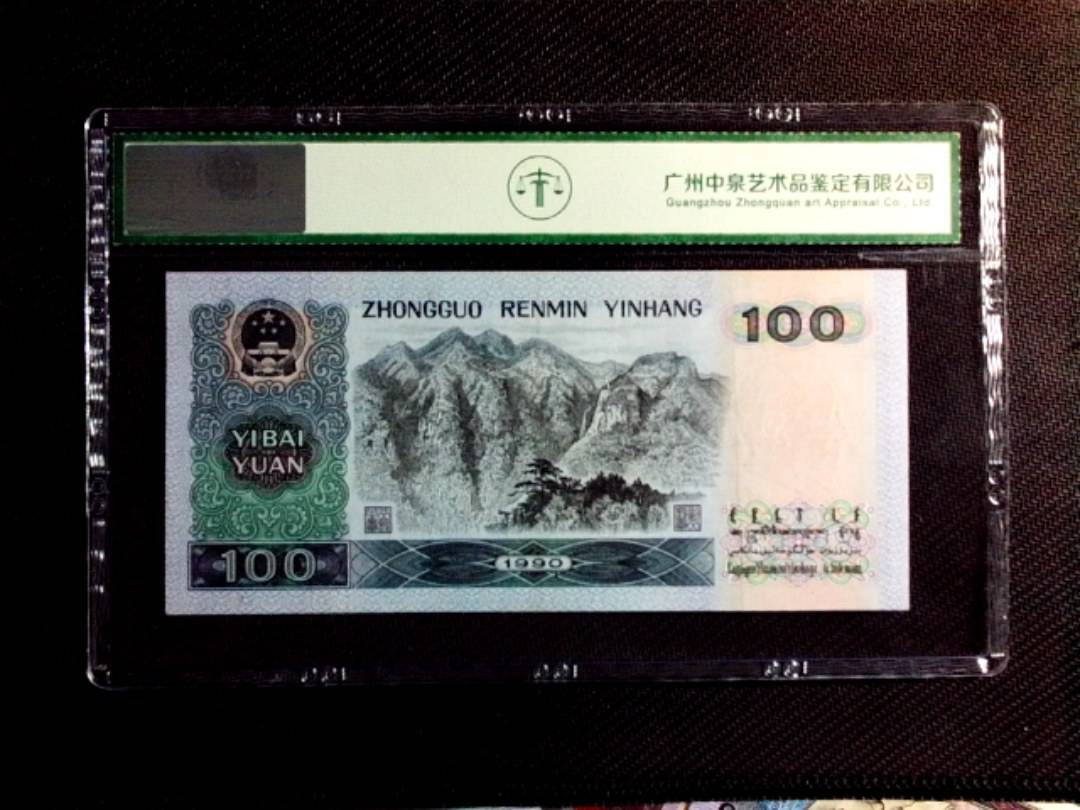 广州中泉艺术品鉴定有限公司
Guangzhou Zhongquan art Appraisal Co., Ltd.
ZHONGGUO RENMIN YINHANG
100
YIBAI
YUAN
100
1990